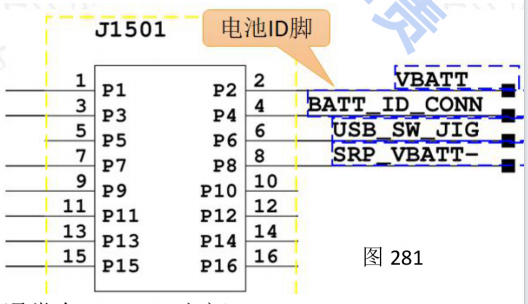 J1501 电池ID脚
1 P1 P2 2 VBATT
3 P3 P4 4 BATT_ID_CONN
5 P5 P6 6 USB_SW_JIG
7 P7 P8 8 SRP_VBATT-
9 P9 P10 10
11 P11 P12 12
13 P13 P14 14
15 P15 P16 16
图 281